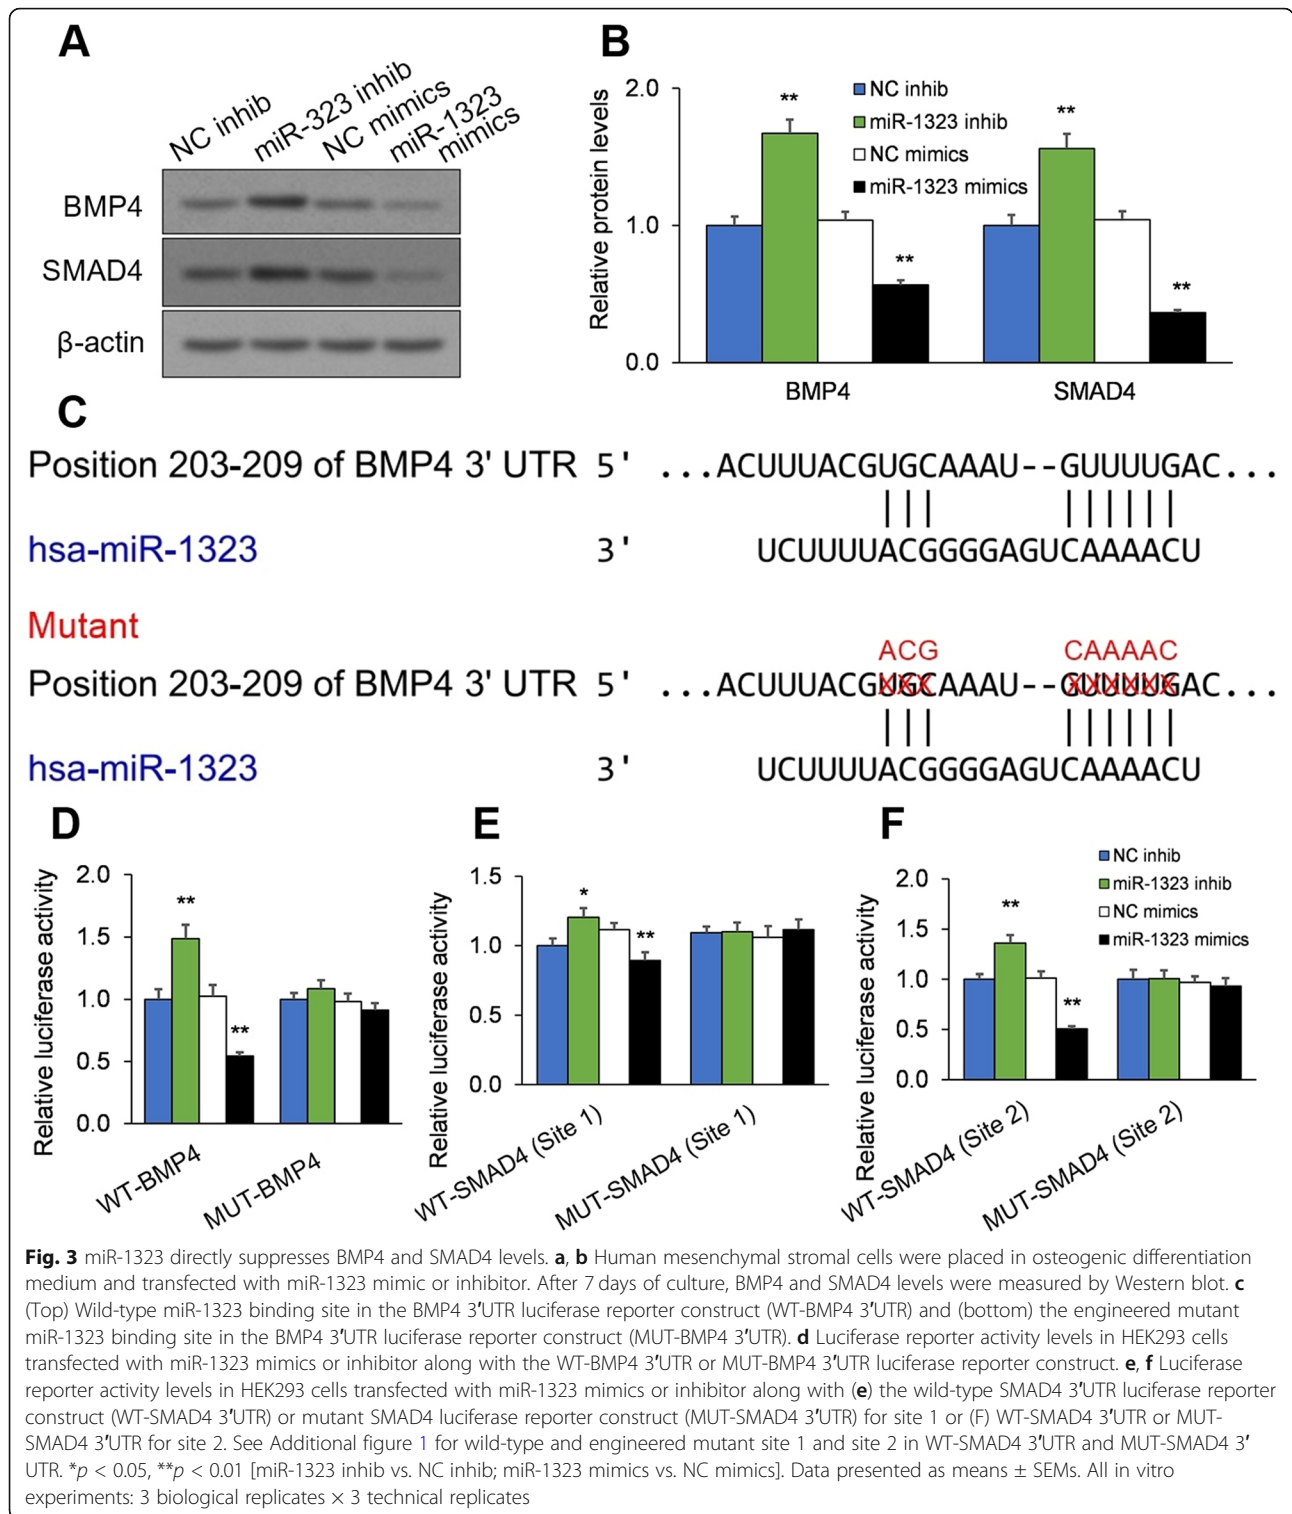 A
NC inhib
miR-323 inhib
NC mimics
miR-1323
mimics
BMP4
SMAD4
β-actin
B
Relative protein levels
2.0
1.0
0.0
**
**
**
**
NC inhib
miR-1323 inhib
NC mimics
miR-1323 mimics
BMP4
SMAD4
C
Position 203-209 of BMP4 3' UTR 5' ...ACUUUACGUGCAAAU--GUUUUGAC...
hsa-miR-1323 3' UCUUUUACGGGGAGUCAAAACU
Mutant
ACG CAAAAC
Position 203-209 of BMP4 3' UTR 5' ...ACUUUACGUGCAAAU--GUUUUGAC...
XXX XXXXXX
hsa-miR-1323 3' UCUUUUACGGGGAGUCAAAACU
D
Relative luciferase activity
2.0
1.5
1.0
0.5
0.0
**
**
WT-BMP4
MUT-BMP4
E
Relative luciferase activity
1.5
1.0
0.5
0.0
*
**
WT-SMAD4 (Site 1)
MUT-SMAD4 (Site 1)
F
Relative luciferase activity
2.0
1.5
1.0
0.5
0.0
**
**
NC inhib
miR-1323 inhib
NC mimics
miR-1323 mimics
WT-SMAD4 (Site 2)
MUT-SMAD4 (Site 2)
Fig. 3 miR-1323 directly suppresses BMP4 and SMAD4 levels. a, b Human mesenchymal stromal cells were placed in osteogenic differentiation
medium and transfected with miR-1323 mimic or inhibitor. After 7 days of culture, BMP4 and SMAD4 levels were measured by Western blot. c
(Top) Wild-type miR-1323 binding site in the BMP4 3′UTR luciferase reporter construct (WT-BMP4 3′UTR) and (bottom) the engineered mutant
miR-1323 binding site in the BMP4 3′UTR luciferase reporter construct (MUT-BMP4 3′UTR). d Luciferase reporter activity levels in HEK293 cells
transfected with miR-1323 mimics or inhibitor along with the WT-BMP4 3′UTR or MUT-BMP4 3′UTR luciferase reporter construct. e, f Luciferase
reporter activity levels in HEK293 cells transfected with miR-1323 mimics or inhibitor along with (e) the wild-type SMAD4 3′UTR luciferase reporter
construct (WT-SMAD4 3′UTR) or mutant SMAD4 luciferase reporter construct (MUT-SMAD4 3′UTR) for site 1 or (F) WT-SMAD4 3′UTR or MUT-
SMAD4 3′UTR for site 2. See Additional figure 1 for wild-type and engineered mutant site 1 and site 2 in WT-SMAD4 3′UTR and MUT-SMAD4 3′
UTR. *p < 0.05, **p < 0.01 [miR-1323 inhib vs. NC inhib; miR-1323 mimics vs. NC mimics]. Data presented as means ± SEMs. All in vitro
experiments: 3 biological replicates × 3 technical replicates